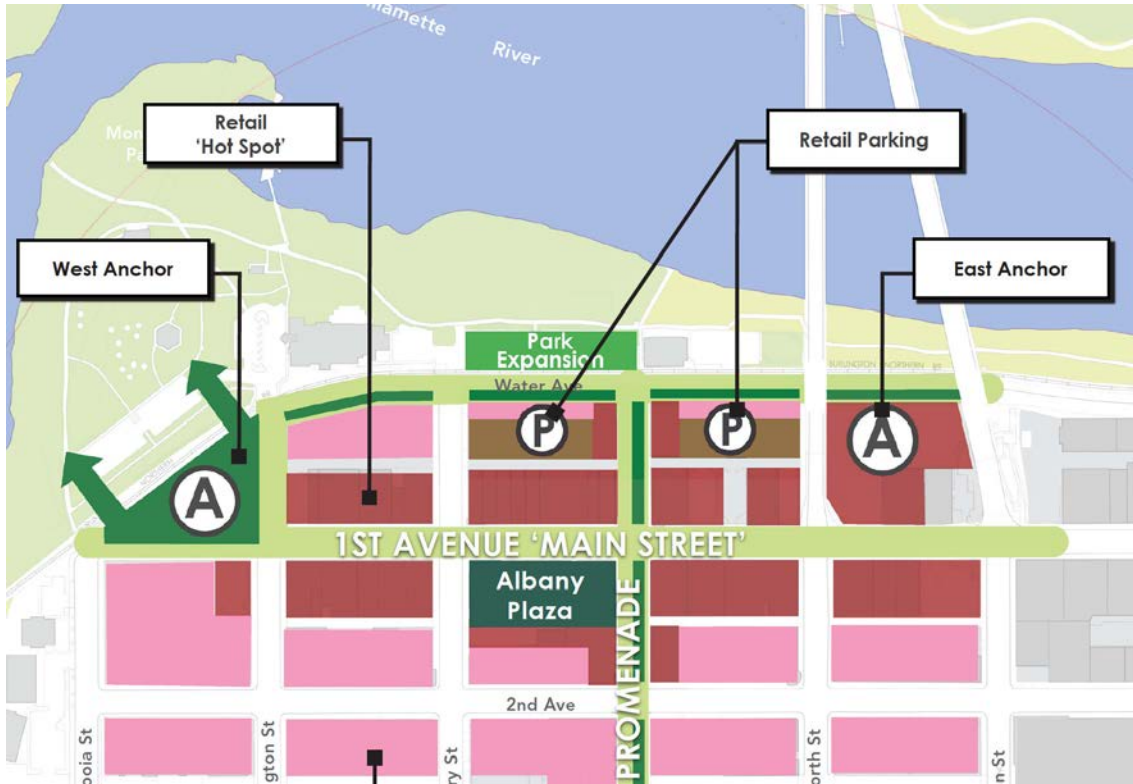 River
Retail
'Hot Spot'
Retail Parking
West Anchor
East Anchor
Park
Expansion
Water Ave
P
P
A
A
1ST AVENUE 'MAIN STREET'
Albany
Plaza
PROMENADE
2nd Ave